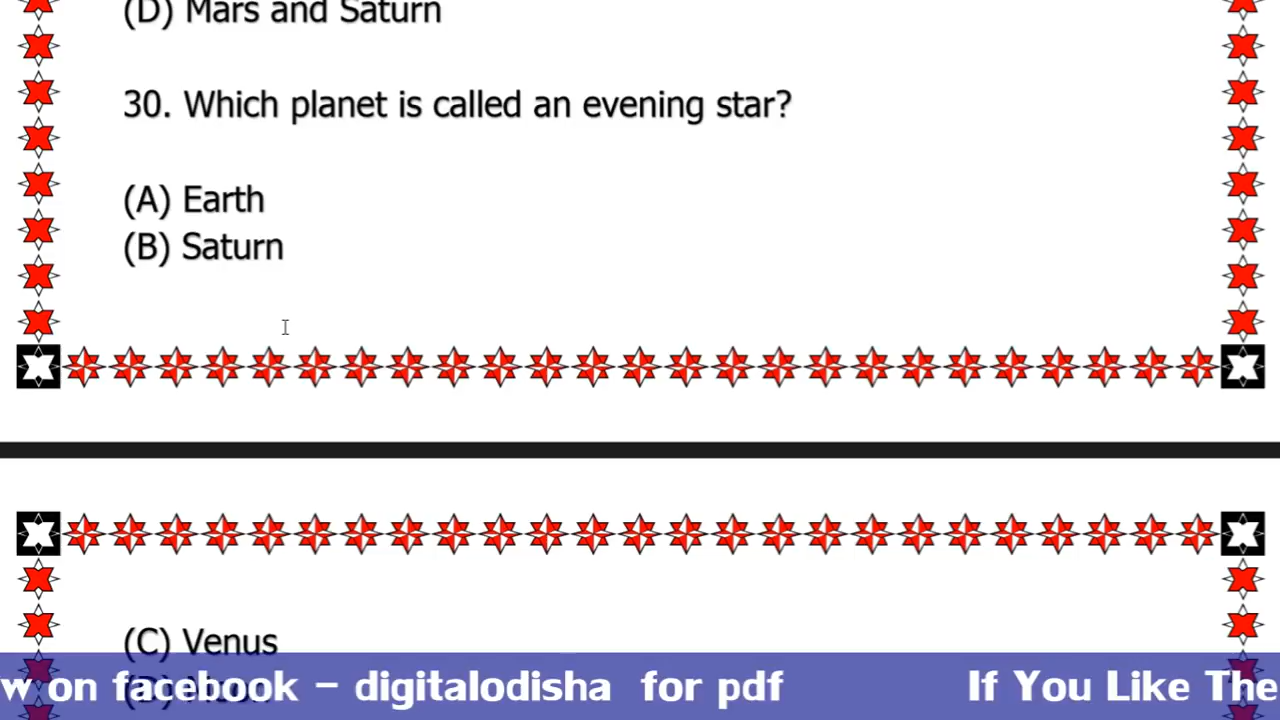 (D) Mars and Saturn
30. Which planet is called an evening star?
(A) Earth
(B) Saturn
(C) Venus
(D) Moon
w on facebook - digitalodisha for pdf If You Like The